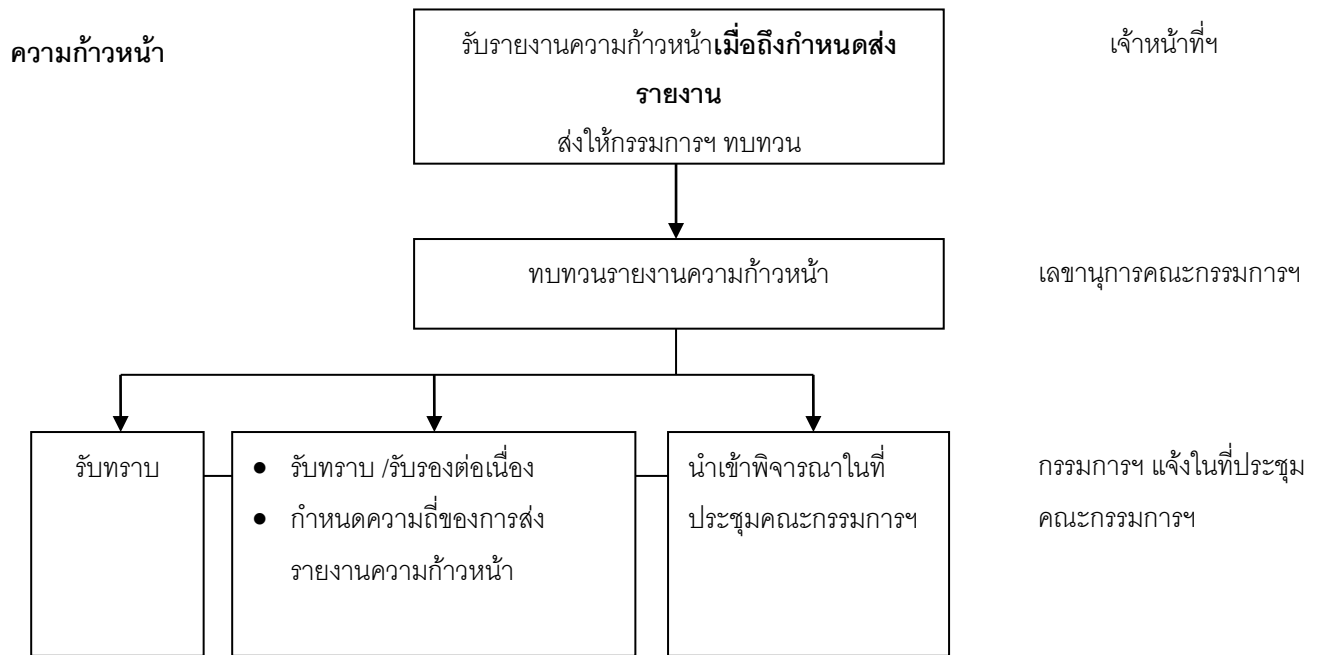 ความก้าวหน้า
รับรายงานความก้าวหน้าเมื่อถึงกำหนดส่ง
รายงาน
ส่งให้กรรมการฯ ทบทวน
เจ้าหน้าที่ฯ
ทบทวนรายงานความก้าวหน้า
เลขานุการคณะกรรมการฯ
รับทราบ
● รับทราบ /รับรองต่อเนื่อง
● กำหนดความถี่ของการส่ง
รายงานความก้าวหน้า
นำเข้าพิจารณาในที่
ประชุมคณะกรรมการฯ
กรรมการฯ แจ้งในที่ประชุม
คณะกรรมการฯ